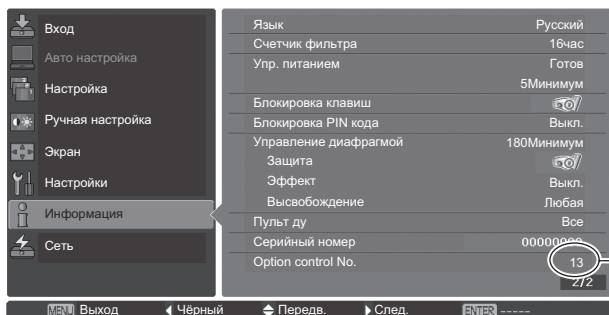 Вход
Авто настройка
Настройка
Ручная настройка
Экран
Настройки
Информация
Сеть
Язык Русский
Счетчик фильтра 16час
Упр. питанием Готов
5Минимум
Блокировка клавиш
Блокировка PIN кода Выкл.
Управление диафрагмой 180Минимум
Защита
Эффект Выкл.
Высвобождение Любая
Пульт ду Все
Серийный номер 00000000
Option control No. 13
2/2
MENU Выход Чёрный Передв. След. ENTER -----